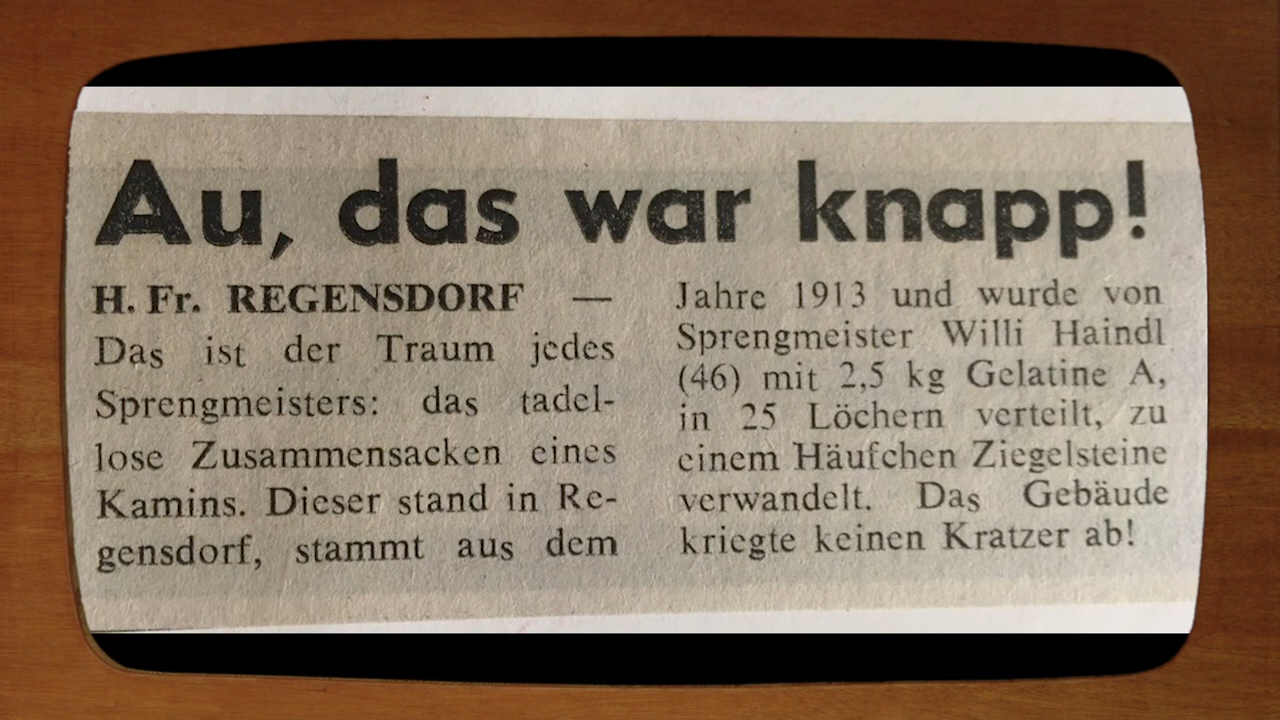 Au, das war knapp!
H. Fr. REGENSDORF —
Das ist der Traum jedes
Sprengmeisters: das tadel-
lose Zusammensacken eines
Kamins. Dieser stand in Re-
gensdorf, stammt aus dem
Jahre 1913 und wurde von
Sprengmeister Willi Haindl
(46) mit 2,5 kg Gelatine A,
in 25 Löchern verteilt, zu
einem Häufchen Ziegelsteine
verwandelt. Das Gebäude
kriegte keinen Kratzer ab!